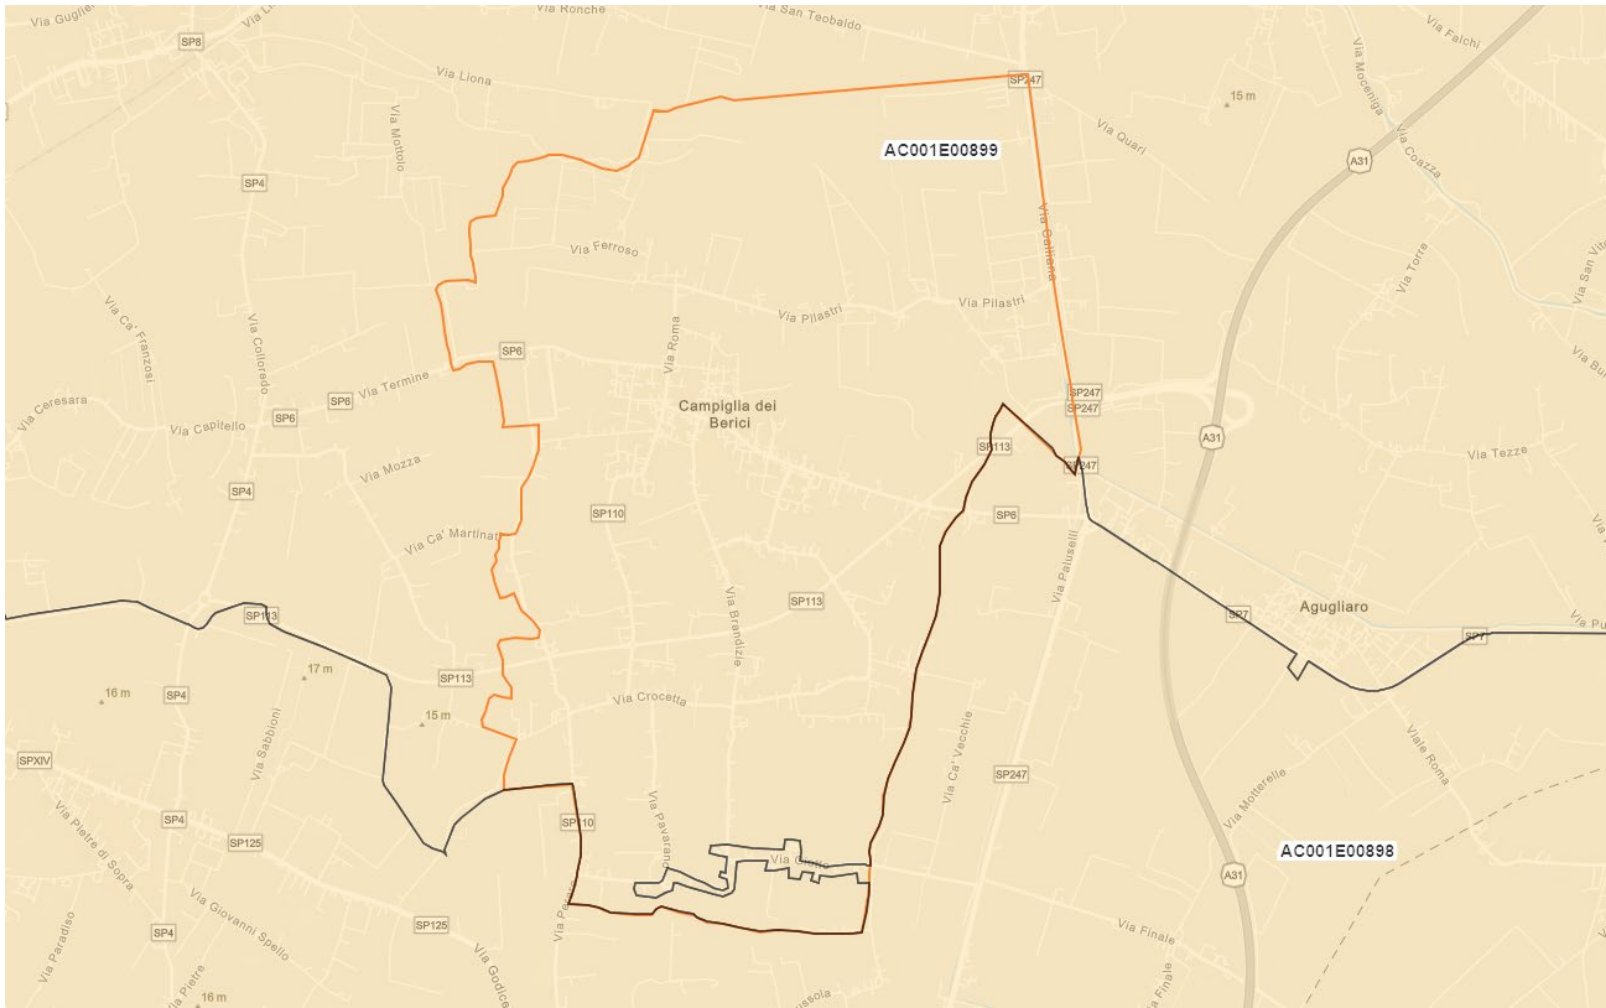 Via Ronche
Via San Teobaldo
SP8
Via Falchi
Via Liona
SP247
Via Moceniga
15 m
Via Mottolo
Via Quari
Via Coazza
A31
AC001E00899
SP4
Via Calliana
Via Ferroso
Via Torre
Via Pilastri
Via Pilastri
Via Ca' Franzosi
Via Colloredo
Via Roma
SP6
Via Termine
SP6
SP6
Via Ceresara
Via Capitello
Campiglia dei
Berici
SP247
SP247
A31
SP113
Via Tezze
SP247
Via Mozza
SP4
SP110
SP6
Via Ca' Martinat
Via Paluselli
SP113
SP113
Via Brandizie
Agugliaro
SP7
SP7
17 m
16 m
SP4
SP113
15 m
Via Crocetta
Via Sabbioni
Via Ca' Vecchie
Viale Roma
SPXIV
SP247
Via Motterelle
Via Pietre di Sopra
SP4
SP125
SP110
Via Pavarano
Via Giotto
AC001E00898
A31
Via Giovanni Spello
SP125
SP4
Via Paradiso
Via Finale
Via Godice
Via Pietre
Via Finale
16 m